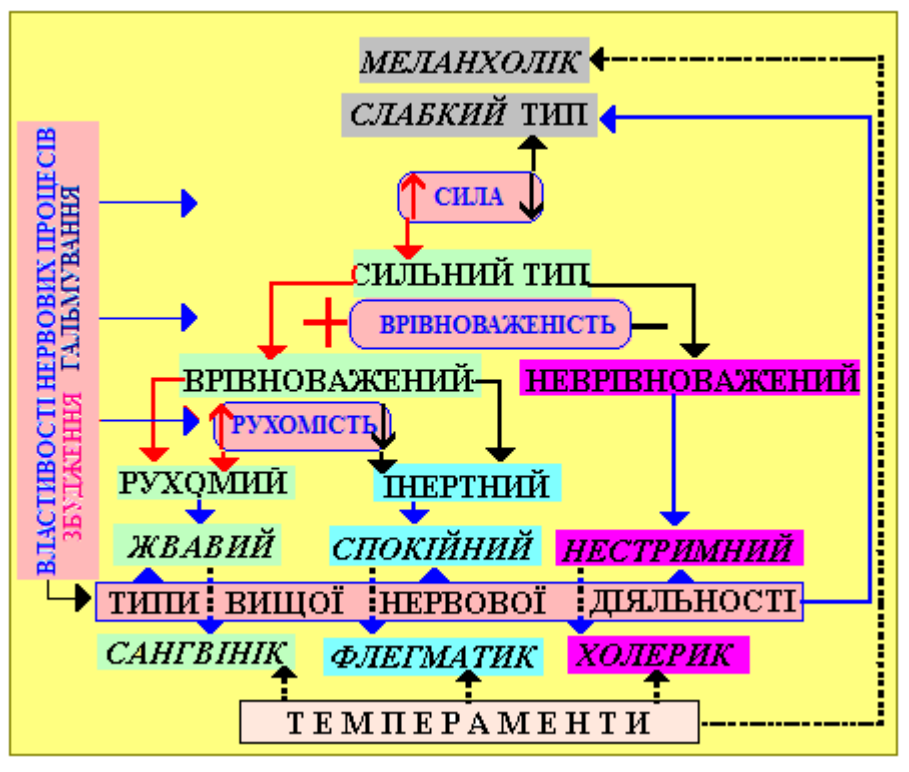 МЕЛАНХОЛІК
СЛАБКИЙ ТИП
ВЛАСТИВОСТІ НЕРВОВИХ ПРОЦЕСІВ
ЗБУДЖЕННЯ ГАЛЬМУВАННЯ
СИЛА
СИЛЬНИЙ ТИП
+ ВРІВНОВАЖЕНІСТЬ −
ВРІВНОВАЖЕНИЙ НЕВРІВНОВАЖЕНИЙ
РУХОМІСТЬ
РУХОМИЙ ІНЕРТНИЙ
ЖВАВИЙ СПОКІЙНИЙ НЕСТРИМНИЙ
ТИПИ ВИЩОЇ НЕРВОВОЇ ДІЯЛЬНОСТІ
САНГВІНІК ФЛЕГМАТИК ХОЛЕРИК
ТЕМПЕРАМЕНТИ